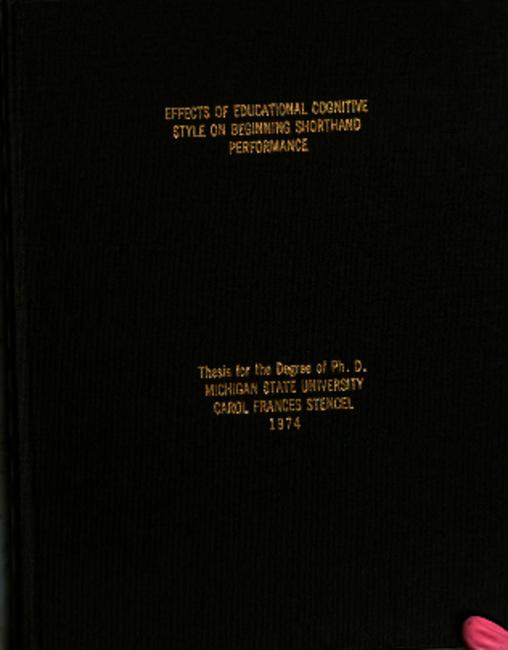 EFFECTS OF EDUCATIONAL COGNITIVE
STYLE ON BEGINNING SHORTHAND
PERFORMANCE
Thesis for the Degree of Ph. D.
MICHIGAN STATE UNIVERSITY
CAROL FRANCES STENCEL
1974